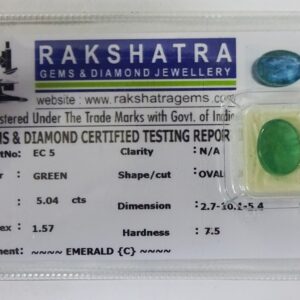 RAKSHATRA
GEMS & DIAMOND JEWELLERY
website : www.rakshatragems.com
stered Under The Trade Marks with Govt. of Indi
S & DIAMOND CERTIFIED TESTING REPOR
tNo: EC 5 Clarity : N/A
r : GREEN Shape/cut : OVAL
: 5.04 cts Dimension : 2.7-10.1-5.4
ex : 1.57 Hardness : 7.5
ment: ~~~~ EMERALD {C} ~~~~